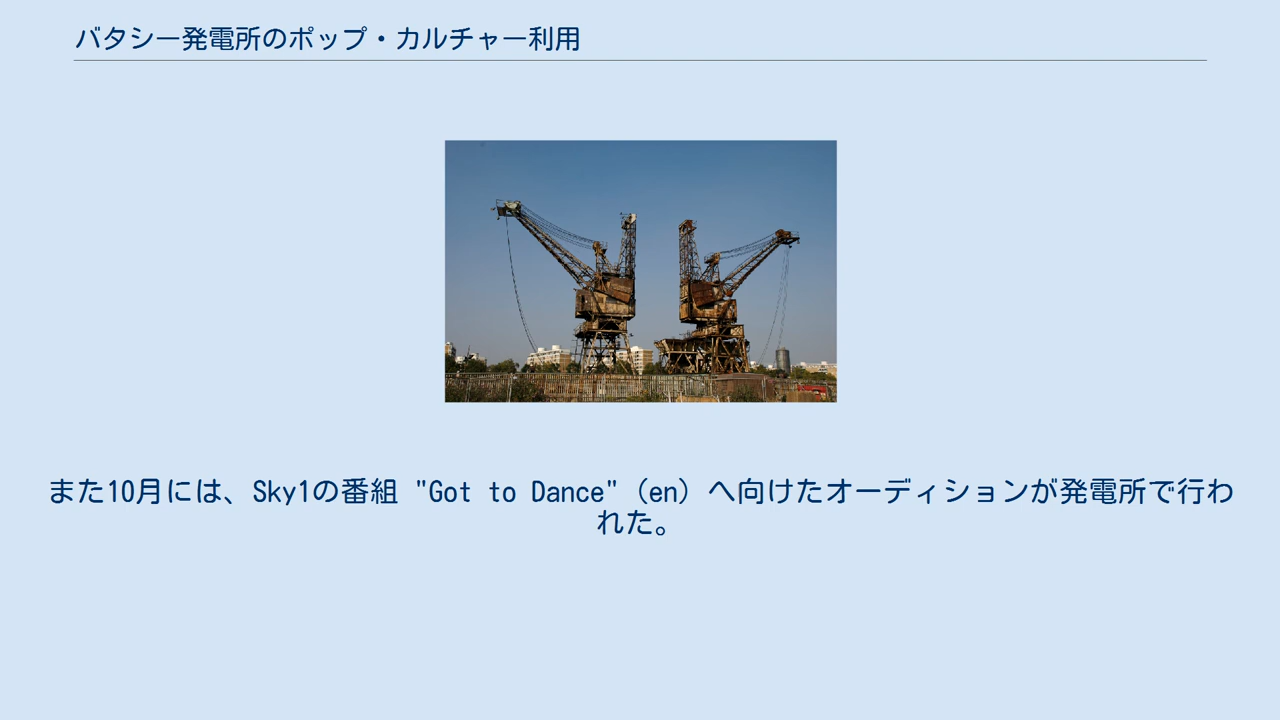 バタシー発電所のポップ・カルチャー利用
また10月には、Sky1の番組 "Got to Dance"（en）へ向けたオーディションが発電所で行わ
れた。